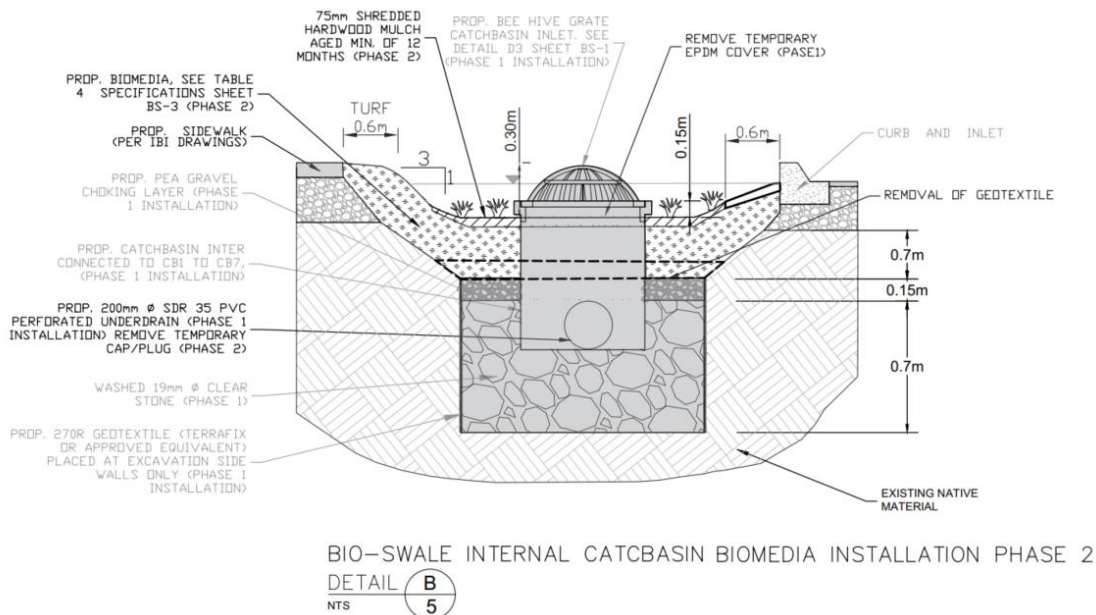 75mm SHREDDED
HARDWOOD MULCH
AGED MIN. OF 12
MONTHS (PHASE 2)
PROP. BEE HIVE GRATE
CATCHBASIN INLET. SEE
DETAIL D3 SHEET BS-1
(PHASE 1 INSTALLATION)
REMOVE TEMPORARY
EPDM COVER (PASE1)
PROP. BIOMEDIA, SEE TABLE
4 SPECIFICATIONS SHEET
BS-3 (PHASE 2)
TURF
0.6m
0.30m
0.15m
0.6m
CURB AND INLET
PROP. SIDEWALK
(PER IBI DRAWINGS)
3
1
PROP. PEA GRAVEL
CHOKING LAYER (PHASE
1 INSTALLATION)
REMOVAL OF GEOTEXTILE
PROP. CATCHBASIN INTER
CONNECTED TO CB1 TO CB7,
(PHASE 1 INSTALLATION)
0.7m
0.15m
PROP. 200mm Ø SDR 35 PVC
PERFORATED UNDERDRAIN (PHASE 1
INSTALLATION) REMOVE TEMPORARY
CAP/PLUG (PHASE 2)
0.7m
WASHED 19mm Ø CLEAR
STONE (PHASE 1)
PROP. 270R GEOTEXTILE (TERRAFIX
OR APPROVED EQUIVALENT)
PLACED AT EXCAVATION SIDE
WALLS ONLY (PHASE 1
INSTALLATION)
EXISTING NATIVE
MATERIAL
BIO-SWALE INTERNAL CATCBASIN BIOMEDIA INSTALLATION PHASE 2
DETAIL B
NTS 5